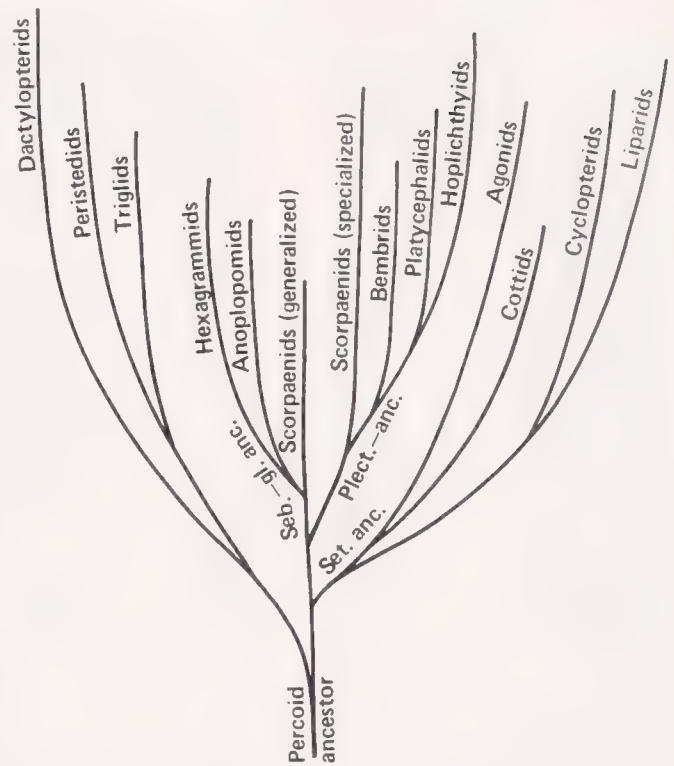 Dactylopterids
Peristedids
Triglids
Hexagrammids
Anoplopomids
Scorpaenids (generalized)
Scorpaenids (specialized)
Bembrids
Platycephalids
Hoplichthyids
Agonids
Cottids
Cyclopterids
Liparids
Seb.—gl. anc.
Plect.—anc.
Set. anc.
Percoid
ancestor